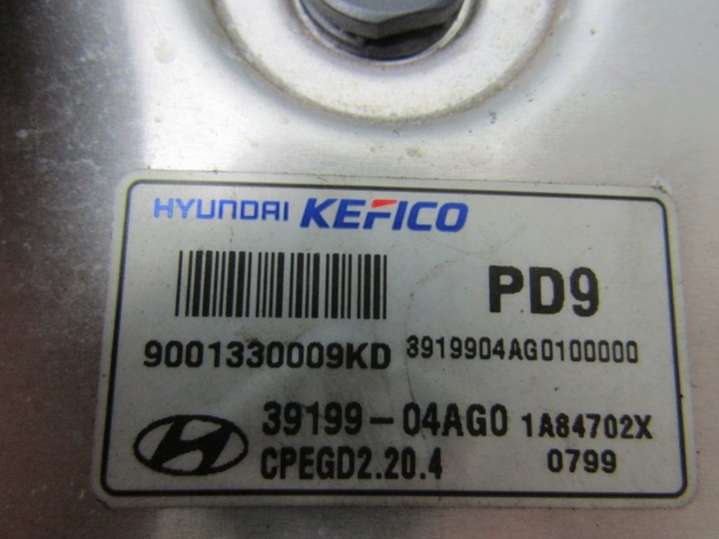 HYUNDAI KEFICO
PD9
9001330009KD 3919904AG0100000
39199-04AG0 1A84702X
CPEGD2.20.4 0799